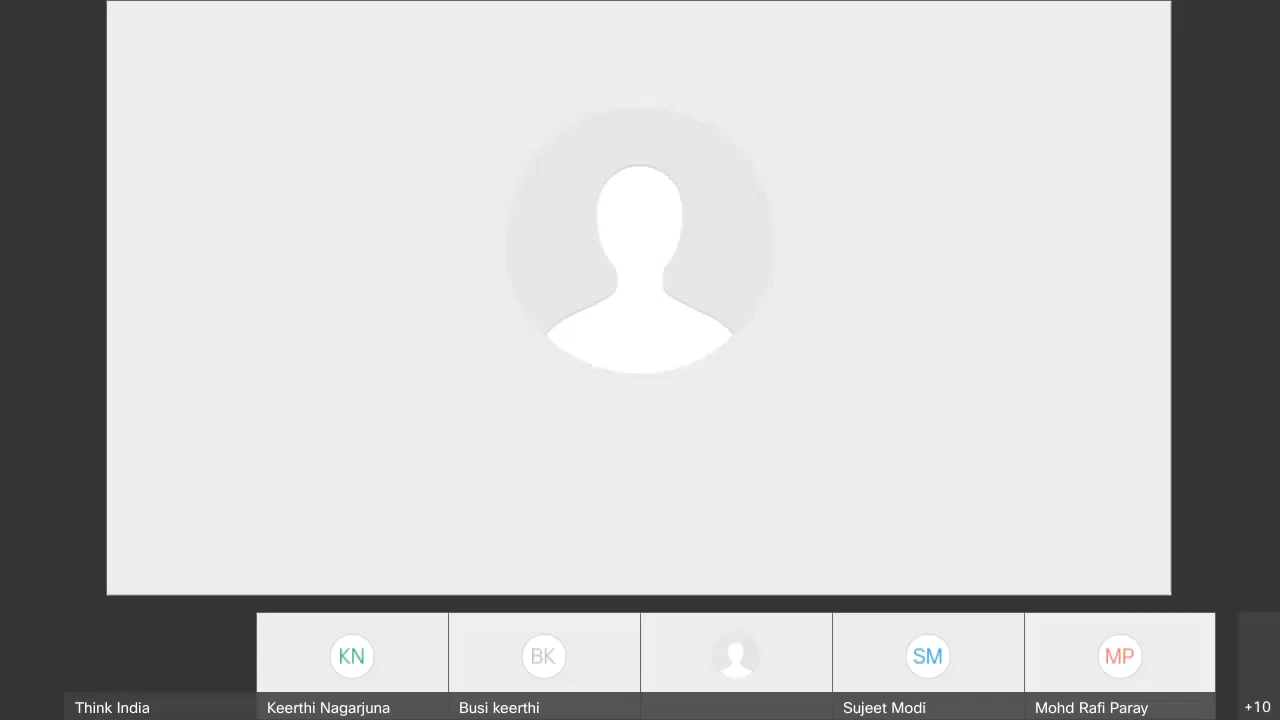 KN
BK
SM
MP
Think India
Keerthi Nagarjuna
Busi keerthi
Sujeet Modi
Mohd Rafi Paray
+10